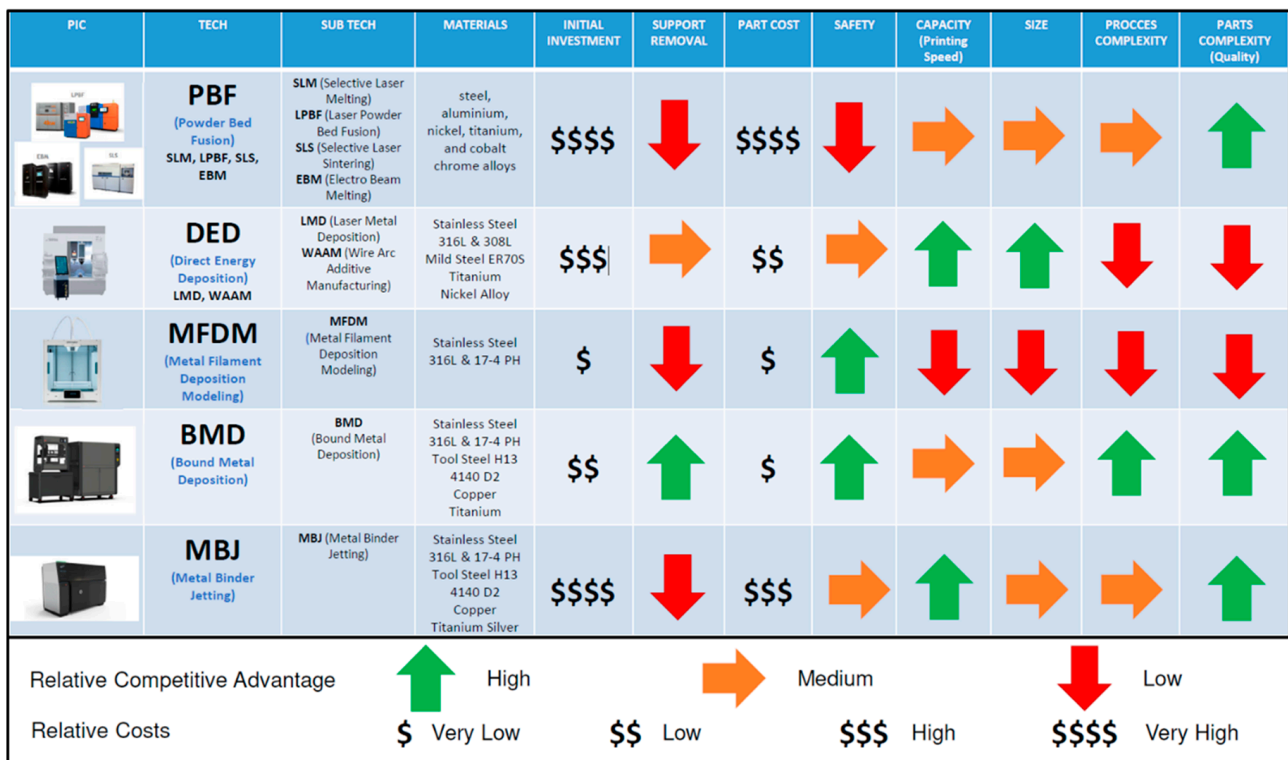 PIC TECH SUB TECH MATERIALS INITIAL SUPPORT PART COST SAFETY CAPACITY SIZE PROCCES PARTS
INVESTMENT REMOVAL (Printing COMPLEXITY COMPLEXITY
Speed) (Quality)
LPBF
EBM
SLS
PBF
(Powder Bed
Fusion)
SLM, LPBF, SLS,
EBM
SLM (Selective Laser
Melting)
LPBF (Laser Powder
Bed Fusion)
SLS (Selective Laser
Sintering)
EBM (Electro Beam
Melting)
steel,
aluminium,
nickel, titanium,
and cobalt
chrome alloys
$$$$
$$$$
DED
(Direct Energy
Deposition)
LMD, WAAM
LMD (Laser Metal
Deposition)
WAAM (Wire Arc
Additive
Manufacturing)
Stainless Steel
316L & 308L
Mild Steel ER70S
Titanium
Nickel Alloy
$$$
$$
MFDM
(Metal Filament
Deposition
Modeling)
MFDM
(Metal Filament
Deposition
Modeling)
Stainless Steel
316L & 17-4 PH
$
$
BMD
(Bound Metal
Deposition)
BMD
(Bound Metal
Deposition)
Stainless Steel
316L & 17-4 PH
Tool Steel H13
4140 D2
Copper
Titanium
$$
$
MBJ
(Metal Binder
Jetting)
MBJ (Metal Binder
Jetting)
Stainless Steel
316L & 17-4 PH
Tool Steel H13
4140 D2
Copper
Titanium Silver
$$$$
$$$
Relative Competitive Advantage High Medium Low
Relative Costs $ Very Low $$ Low $$$ High $$$$ Very High